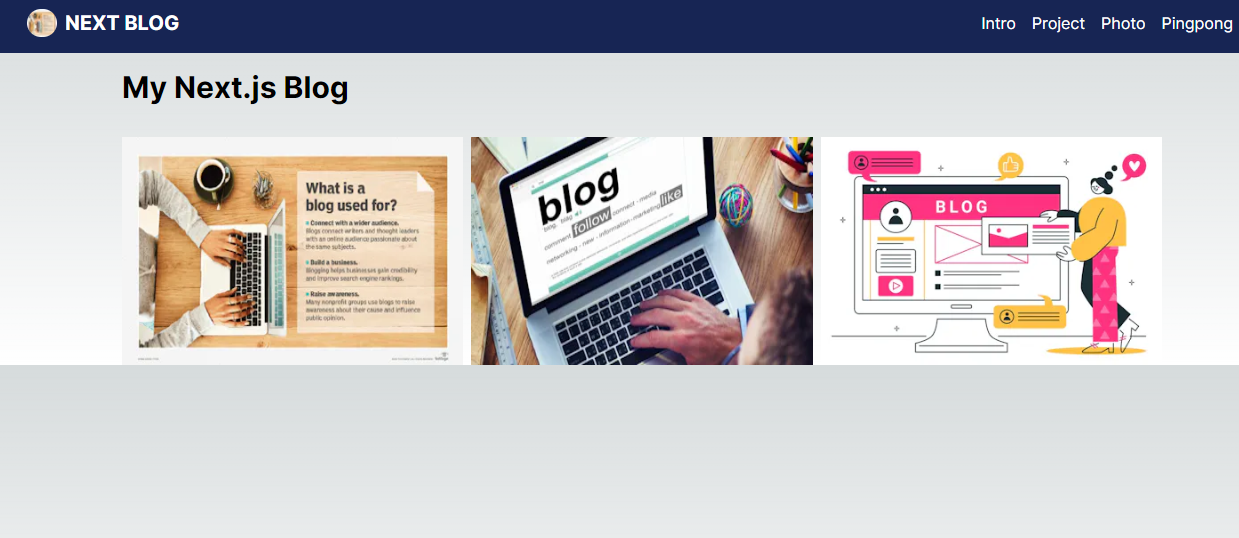 NEXT BLOG
Intro Project Photo Pingpong
My Next.js Blog
What is a
blog used for?
Connect with a wider audience.
Blogs connect writers and thought leaders
with an online audience passionate about
the same subjects.
Build a business.
Blogging helps businesses gain credibility
and improve search engine rankings.
Raise awareness.
Many nonprofit groups use blogs to raise
awareness about their cause and influence
public opinion.
blog
blog, blog
follow connect - media
comment
networking - new - information - marketing like
BLOG